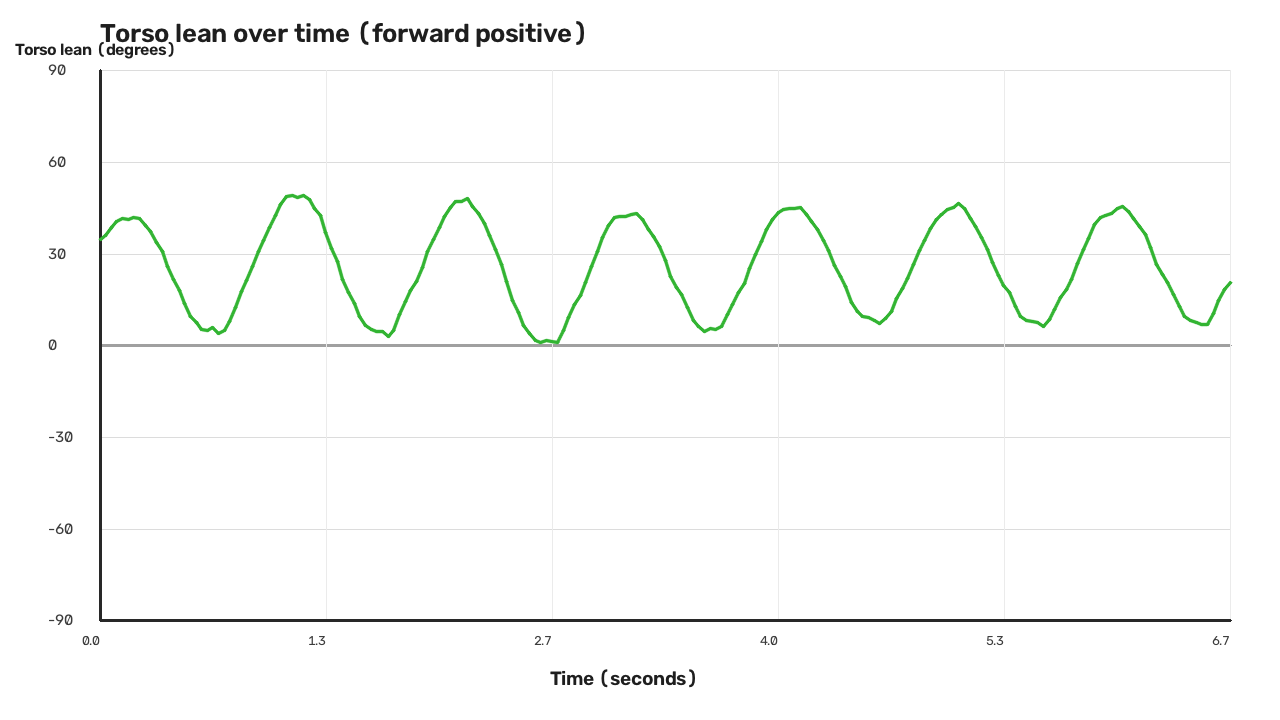 Torso lean over time (forward positive)
Torso lean (degrees)
90
60
30
0
-30
-60
-90
0.0 1.3 2.7 4.0 5.3 6.7
Time (seconds)